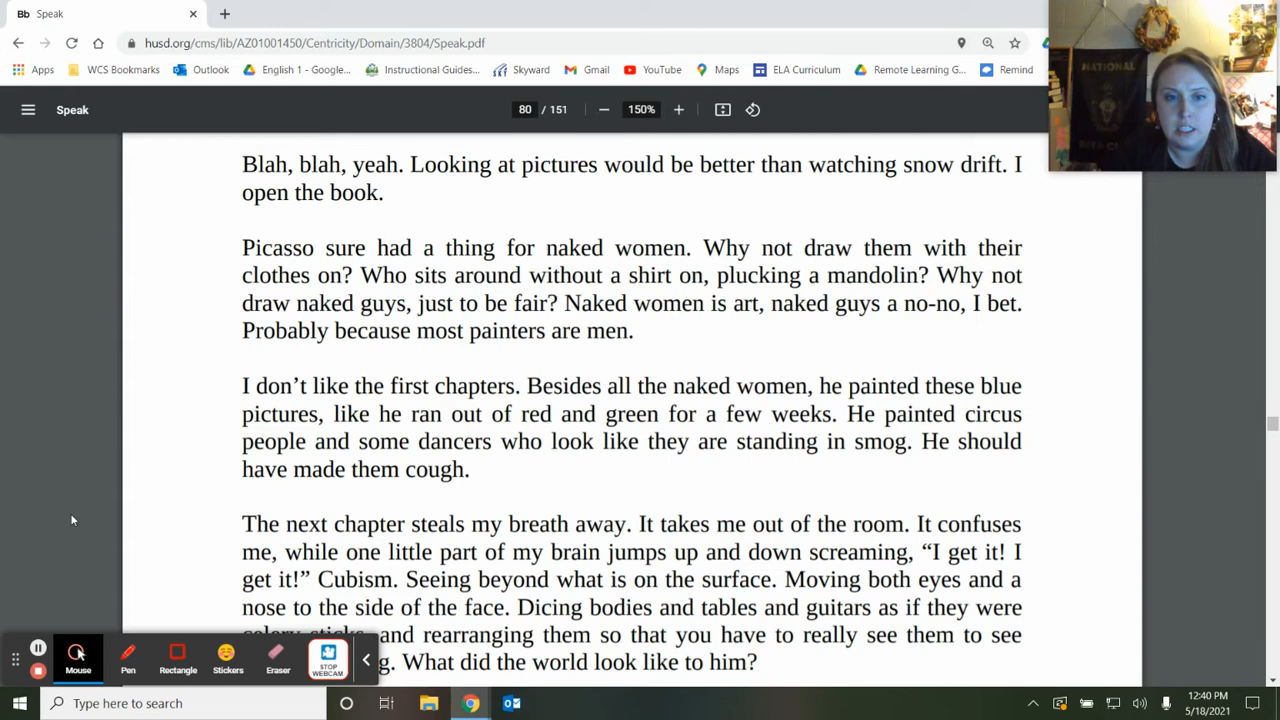 Bb Speak
husd.org/cms/lib/AZ01001450/Centricity/Domain/3804/Speak.pdf
Apps WCS Bookmarks Outlook English 1 - Google... Instructional Guides... Skyward Gmail YouTube Maps ELA Curriculum Remote Learning G... Remind
Speak 80 / 151 150%
NATIONAL
Blah, blah, yeah. Looking at pictures would be better than watching snow drift. I
open the book.
Picasso sure had a thing for naked women. Why not draw them with their
clothes on? Who sits around without a shirt on, plucking a mandolin? Why not
draw naked guys, just to be fair? Naked women is art, naked guys a no-no, I bet.
Probably because most painters are men.
I don’t like the first chapters. Besides all the naked women, he painted these blue
pictures, like he ran out of red and green for a few weeks. He painted circus
people and some dancers who look like they are standing in smog. He should
have made them cough.
The next chapter steals my breath away. It takes me out of the room. It confuses
me, while one little part of my brain jumps up and down screaming, “I get it! I
get it!” Cubism. Seeing beyond what is on the surface. Moving both eyes and a
nose to the side of the face. Dicing bodies and tables and guitars as if they were
and rearranging them so that you have to really see them to see
What did the world look like to him?
Mouse Pen Rectangle Stickers Eraser STOP WEBCAM
Type here to search
12:40 PM
5/18/2021